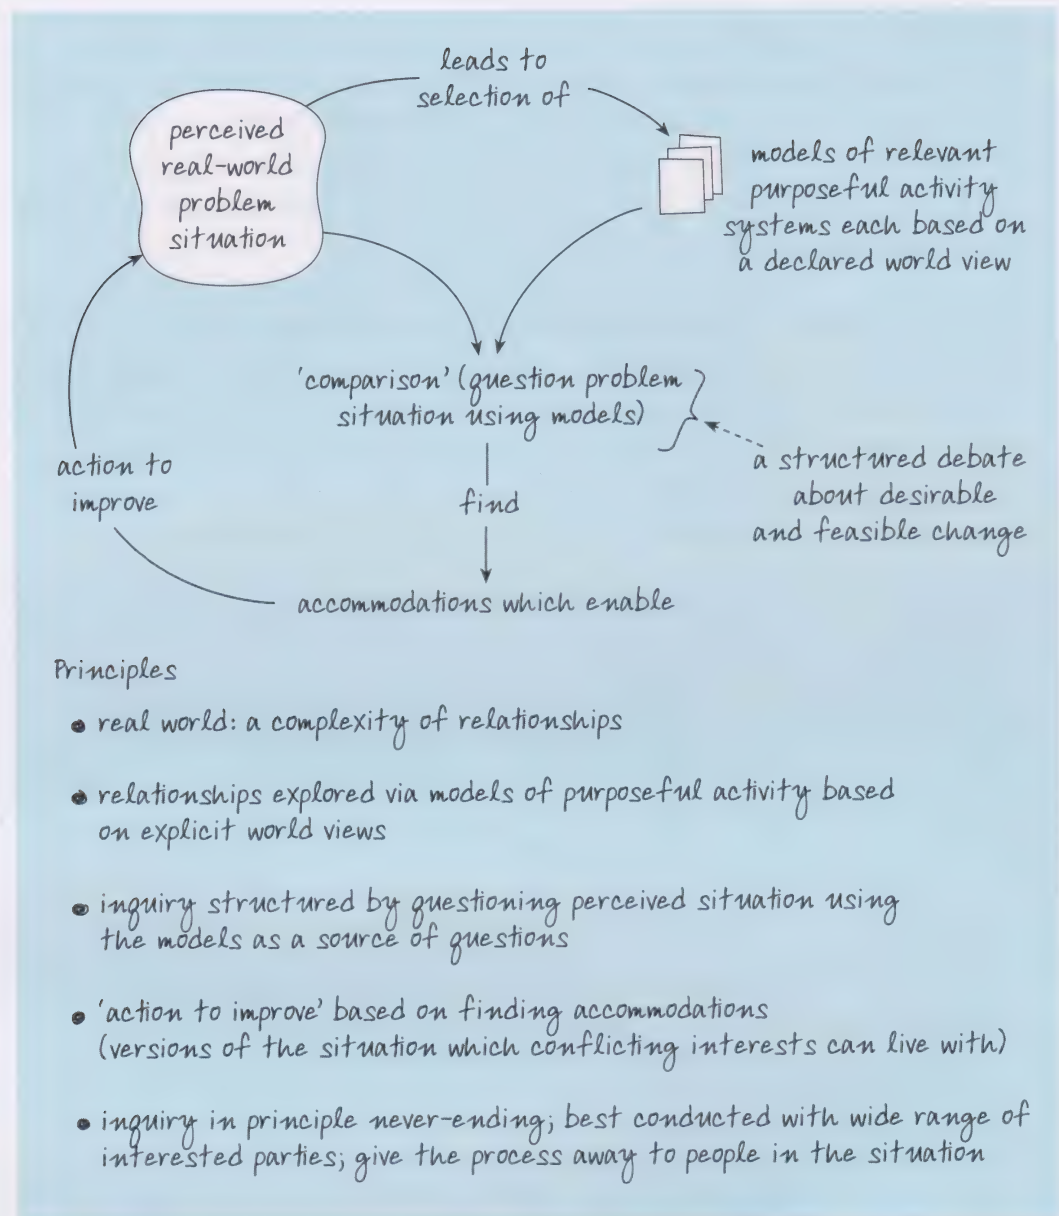 leads to
selection of
perceived
real-world
problem
situation
models of relevant
purposeful activity
systems each based on
a declared world view
'comparison' (question problem
situation using models)
a structured debate
about desirable
and feasible change
action to
improve
find
accommodations which enable
Principles
• real world: a complexity of relationships
• relationships explored via models of purposeful activity based
on explicit world views
• inquiry structured by questioning perceived situation using
the models as a source of questions
• 'action to improve' based on finding accommodations
(versions of the situation which conflicting interests can live with)
• inquiry in principle never-ending; best conducted with wide range of
interested parties; give the process away to people in the situation